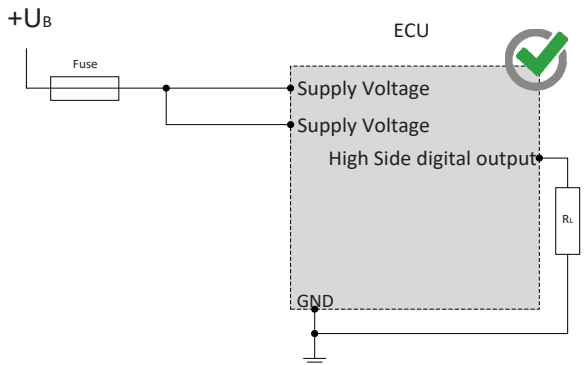 +UB
ECU
Fuse
Supply Voltage
Supply Voltage
High Side digital output
RL
GND